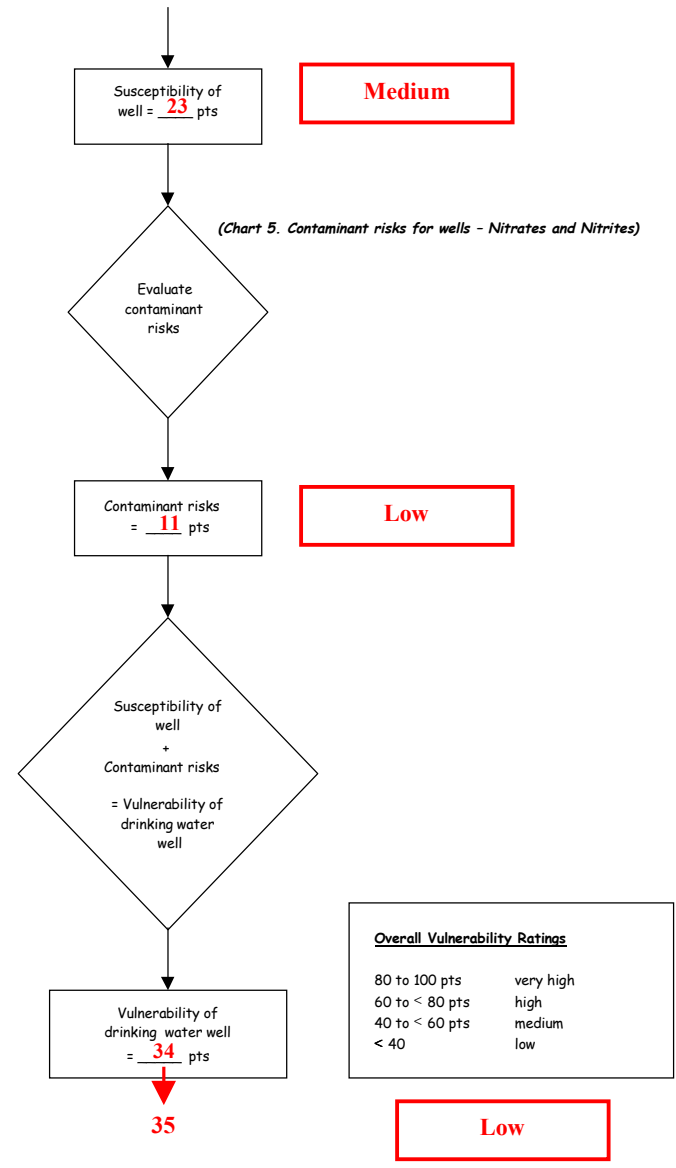 Susceptibility of
well = 23 pts
Medium
(Chart 5. Contaminant risks for wells – Nitrates and Nitrites)
Evaluate
contaminant
risks
Contaminant risks
= 11 pts
Low
Susceptibility of
well
+
Contaminant risks
= Vulnerability of
drinking water
well
Overall Vulnerability Ratings
80 to 100 pts very high
60 to < 80 pts high
40 to < 60 pts medium
< 40 low
Vulnerability of
drinking water well
= 34 pts
35
Low